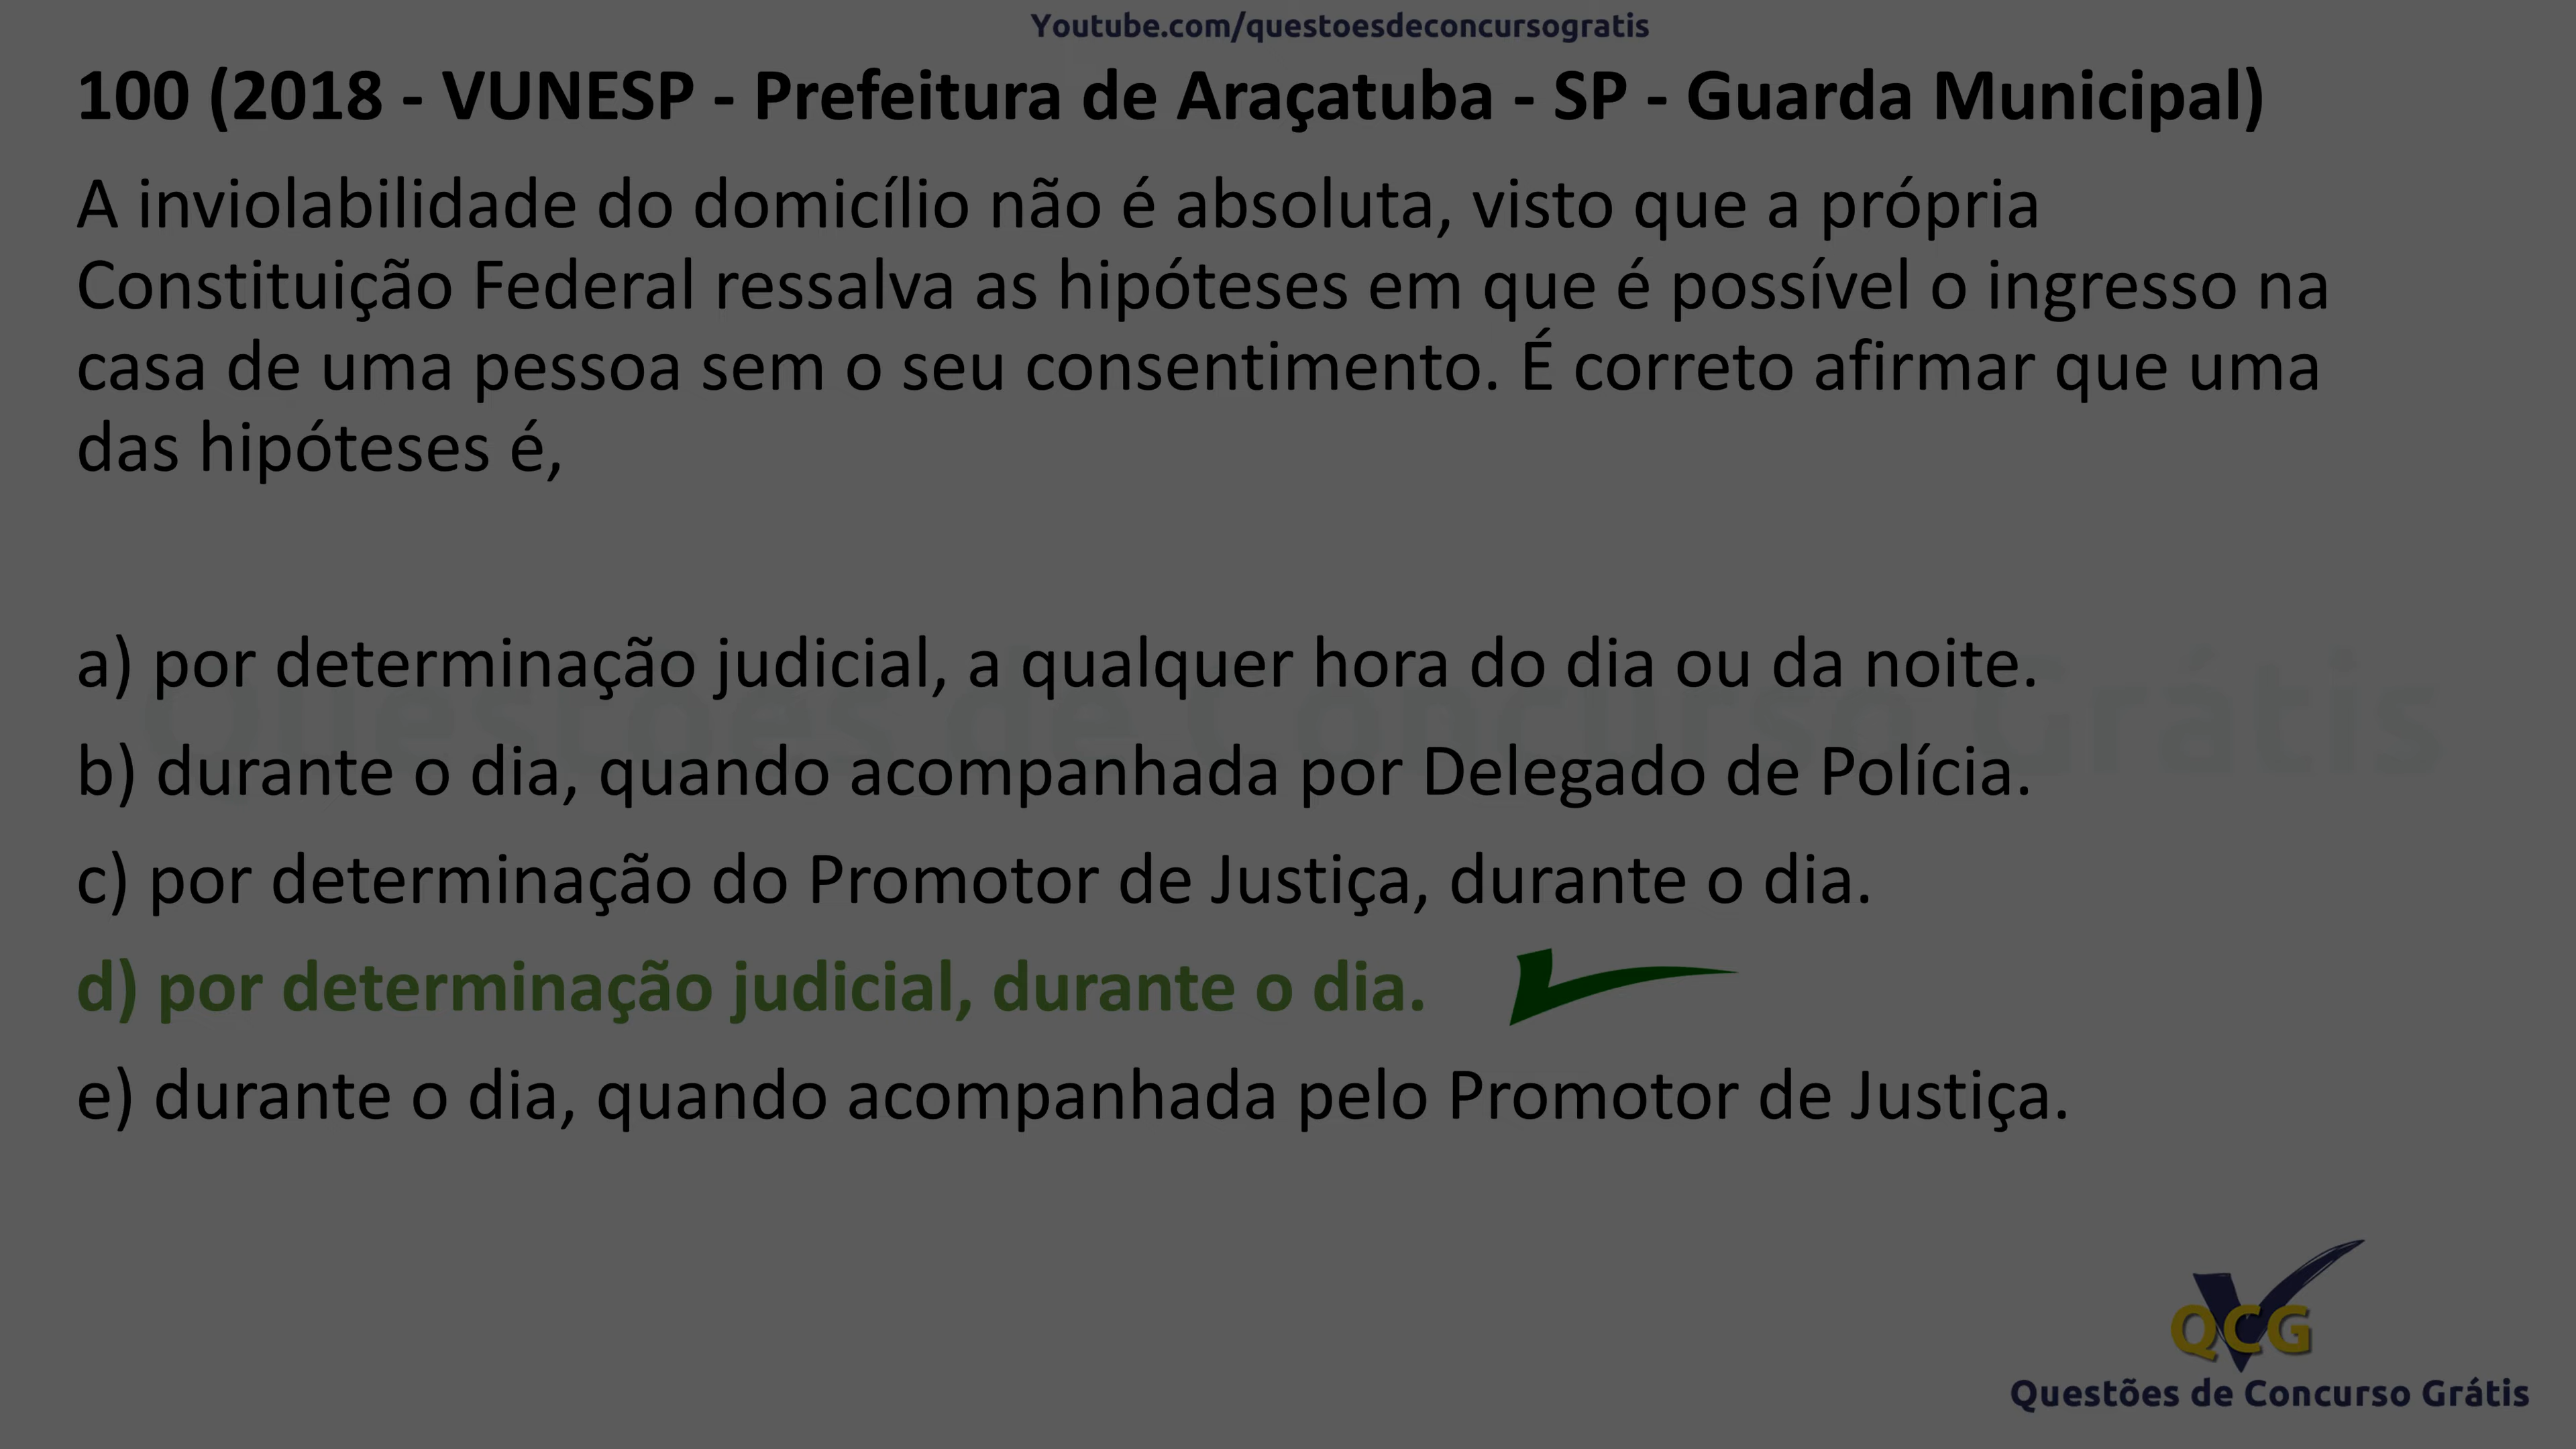 Youtube.com/questoesdeconcursogratis
100 (2018 - VUNESP - Prefeitura de Araçatuba - SP - Guarda Municipal)
A inviolabilidade do domicílio não é absoluta, visto que a própria
Constituição Federal ressalva as hipóteses em que é possível o ingresso na
casa de uma pessoa sem o seu consentimento. É correto afirmar que uma
das hipóteses é,
a) por determinação judicial, a qualquer hora do dia ou da noite.
Questões de Concurso Grátis
b) durante o dia, quando acompanhada por Delegado de Polícia.
c) por determinação do Promotor de Justiça, durante o dia.
d) por determinação judicial, durante o dia.
e) durante o dia, quando acompanhada pelo Promotor de Justiça.
QCG
Questões de Concurso Grátis